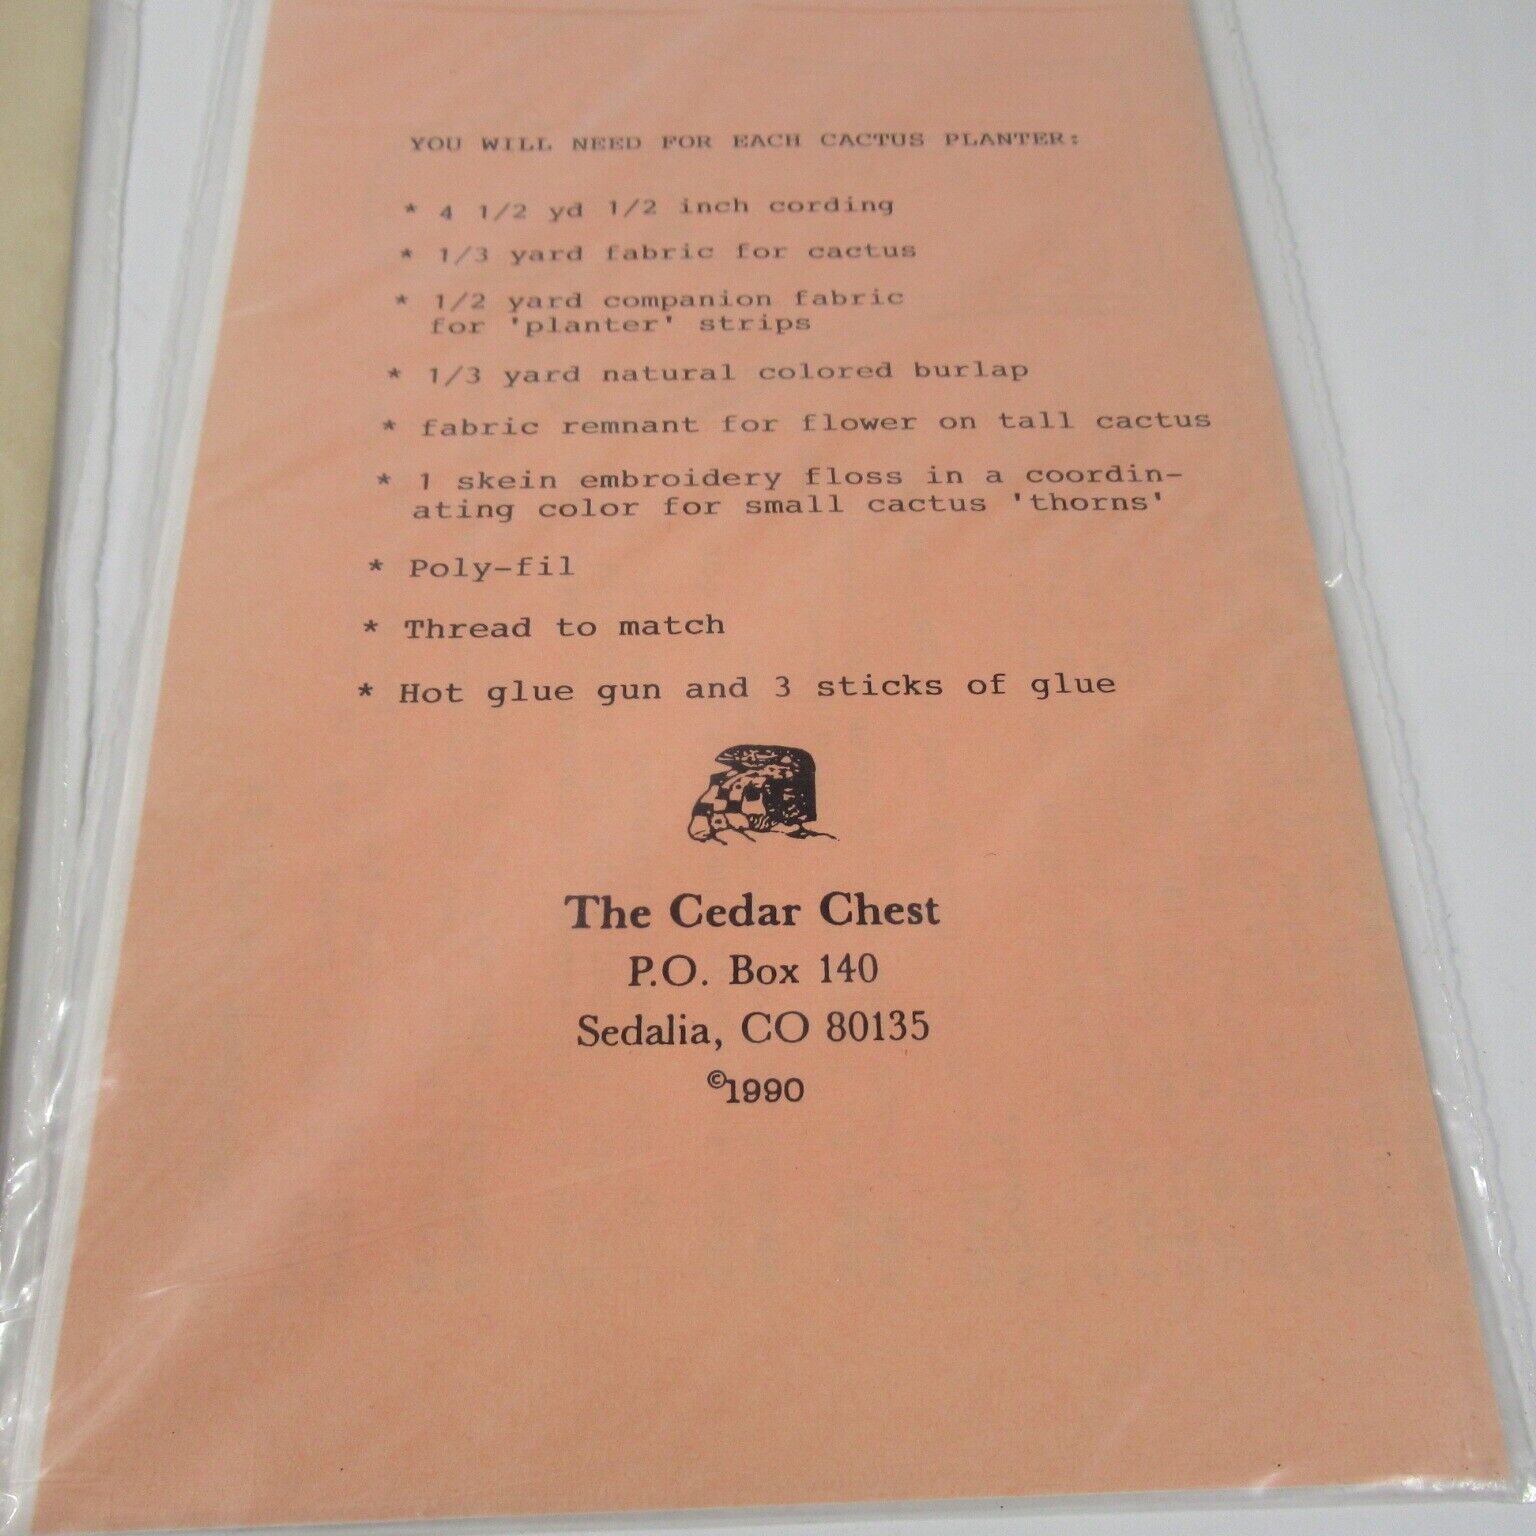 YOU WILL NEED FOR EACH CACTUS PLANTER:
* 4 1/2 yd 1/2 inch cording
* 1/3 yard fabric for cactus
* 1/2 yard companion fabric
for 'planter' strips
* 1/3 yard natural colored burlap
* fabric remnant for flower on tall cactus
* 1 skein embroidery floss in a coordin-
ating color for small cactus 'thorns'
* Poly-fil
* Thread to match
* Hot glue gun and 3 sticks of glue
The Cedar Chest
P.O. Box 140
Sedalia, CO 80135
©1990